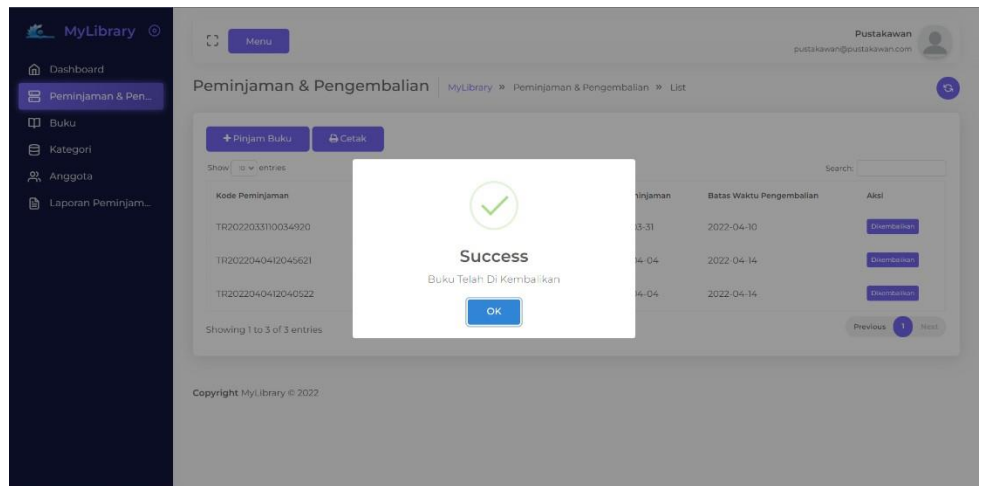 MyLibrary
Dashboard
Peminjaman & Pen...
Buku
Kategori
Anggota
Laporan Peminjam...
Menu
Pustakawan
pustakawan@pustakawan.com
Peminjaman & Pengembalian
MyLibrary » Peminjaman & Pengembalian » List
+ Pinjam Buku
Cetak
Show 10 entries
Search:
Kode Peminjaman
Batas Waktu Pengembalian
Aksi
TR2022033110034920
2022-04-10
Dikembalikan
TR2022040412045621
2022-04-14
Dikembalikan
TR2022040412040522
2022-04-14
Dikembalikan
Success
Buku Telah Di Kembalikan
OK
Showing 1 to 3 of 3 entries
Previous 1 Next
Copyright MyLibrary © 2022